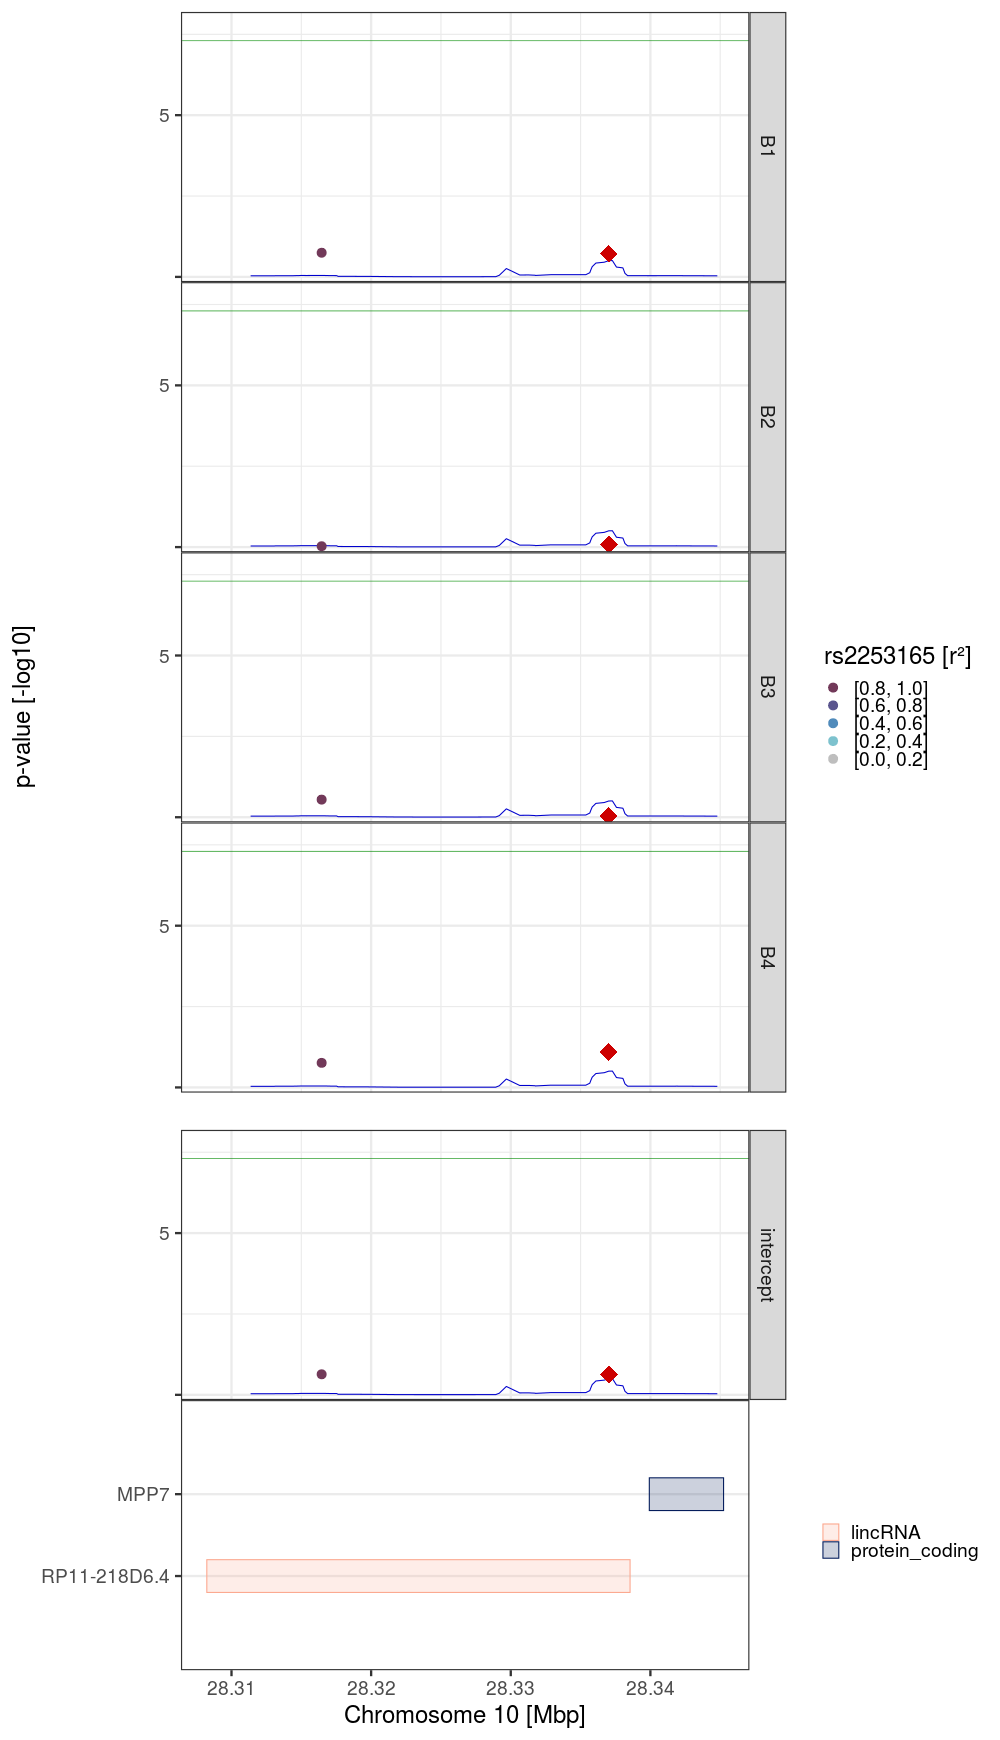 5
B1
5
B2
5
B3
5
B4
5
intercept
p-value [-log10]
rs2253165 [r²]
[0.8, 1.0]
[0.6, 0.8]
[0.4, 0.6]
[0.2, 0.4]
[0.0, 0.2]
MPP7
RP11-218D6.4
lincRNA
protein_coding
28.31 28.32 28.33 28.34
Chromosome 10 [Mbp]